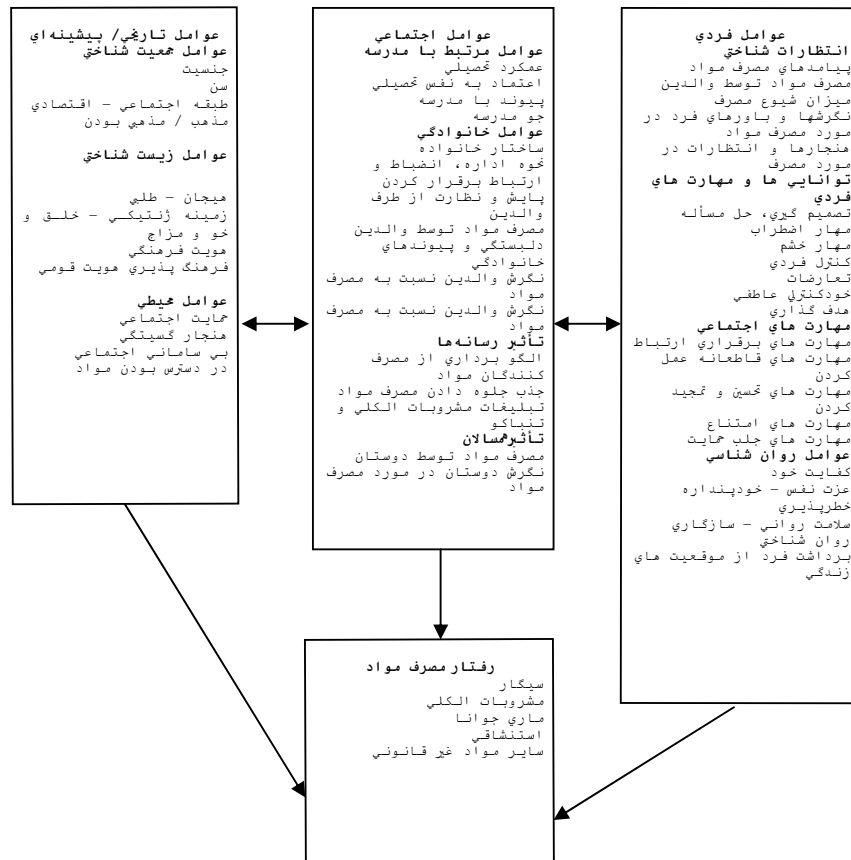 عوامل فردي
انتظارات شناختي
پيامدهاي مصرف مواد
مصرف مواد توسط والدين
ميزان شيوع مصرف
نگرشها و باورهاي فرد در
مورد مصرف مواد
هنجارها و انتظارات در
مورد مصرف
توانايي ها و مهارت هاي
فردي
تصميم گيري، حل مسأله
مهار اضطراب
مهار خشم
كنترل فردي
تعارضات
خودكنترلي عاطفي
هدف گذاري
مهارت هاي اجتماعي
مهارت هاي برقراري ارتباط
مهارت هاي قاطعانه عمل
كردن
مهارت هاي تحسين و تمجيد
كردن
مهارت هاي امتناع
مهارت هاي جلب حمايت
عوامل روان شناسي
كفايت خود
عزت نفس – خودپنداره
خطرپذيري
سلامت رواني – سازگاري
روان شناختي
برداشت فرد از موقعيت هاي
زندگي
عوامل اجتماعي
عوامل مرتبط با مدرسه
عمكرد تحصيلي
اعتماد به نفس تحصيلي
پيوند با مدرسه
جو مدرسه
عوامل خانوادگي
ساختار خانواده
نحوه اداره، انضباط و
ارتباط برقرار كردن
پايش و نظارت از طرف
والدين
مصرف مواد توسط والدين
دلبستگي و پيوندهاي
خانوادگي
نگرش والدين نسبت به مصرف
مواد
نگرش والدين نسبت به مصرف
مواد
تأثير رسانه‌ها
الگو برداري از مصرف
كنندگان مواد
جذب جلوه دادن مصرف مواد
تبليغات مشروبات الكلي و
تنباكو
تأثيرهمسالان
مصرف مواد توسط دوستان
نگرش دوستان در مورد مصرف
مواد
عوامل تاريخي/ پيشينه اي
عوامل جمعيت شناختي
جنسيت
سن
طبقه اجتماعي – اقتصادي
مذهب / مذهبي بودن
عوامل زيست شناختي
هيجان – طلبي
زمينه ژنتيكي – خلق و
خو و مزاج
هويت فرهنگي
فرهنگ پذيري هويت قومي
عوامل محيطي
حمايت اجتماعي
هنجار گسيتگي
بي ساماني اجتماعي
در دسترس بودن مواد
رفتار مصرف مواد
سيگار
مشروبات الكلي
ماري جوانا
استنشاقي
ساير مواد غير قانوني